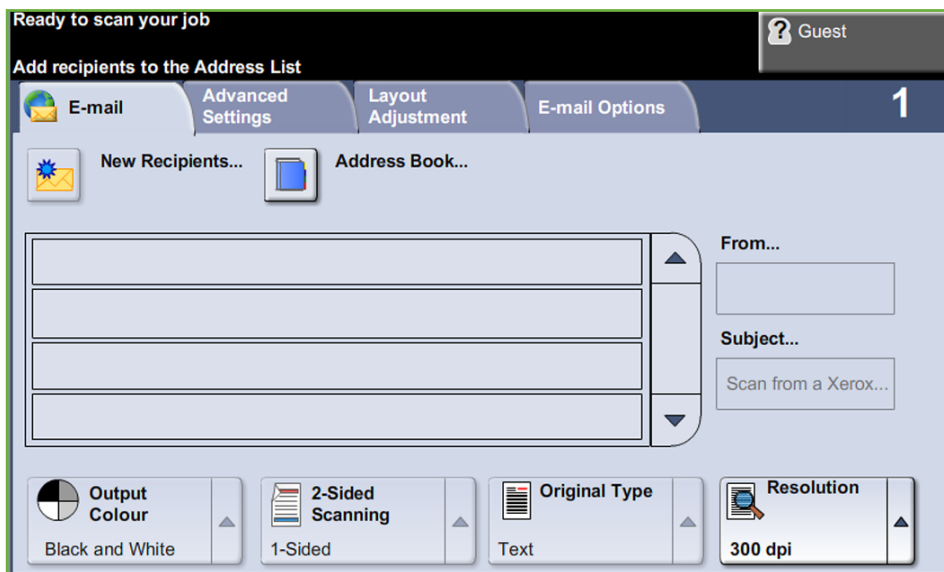 Ready to scan your job
Guest
Add recipients to the Address List
E-mail
Advanced
Settings
Layout
Adjustment
E-mail Options
1
New Recipients...
Address Book...
From...
Subject...
Scan from a Xerox...
Output
Colour
Black and White
2-Sided
Scanning
1-Sided
Original Type
Text
Resolution
300 dpi